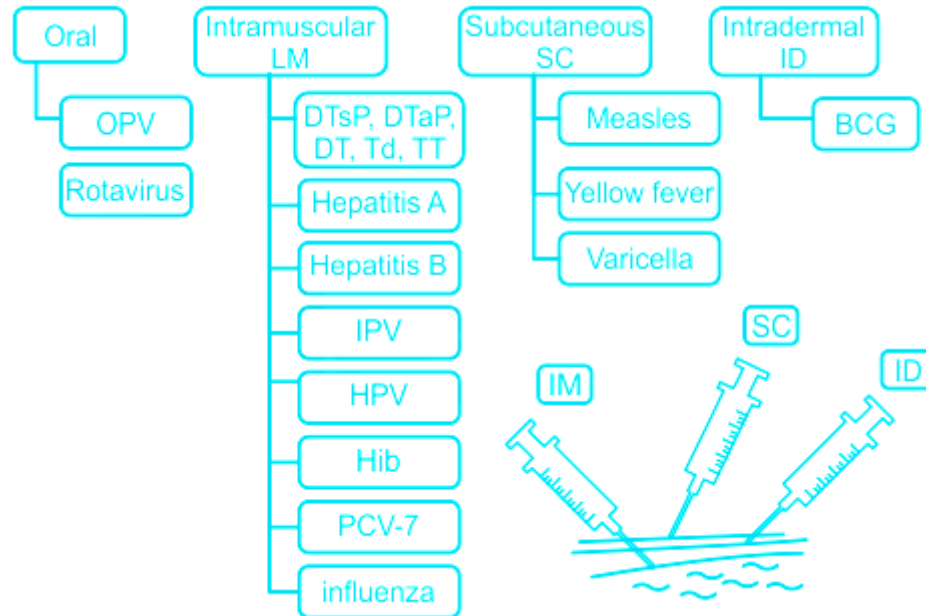 Oral
OPV
Rotavirus
Intramuscular
LM
DTsP, DTaP,
DT, Td, TT
Hepatitis A
Hepatitis B
IPV
HPV
Hib
PCV-7
influenza
Subcutaneous
SC
Measles
Yellow fever
Varicella
Intradermal
ID
BCG
IM
SC
ID